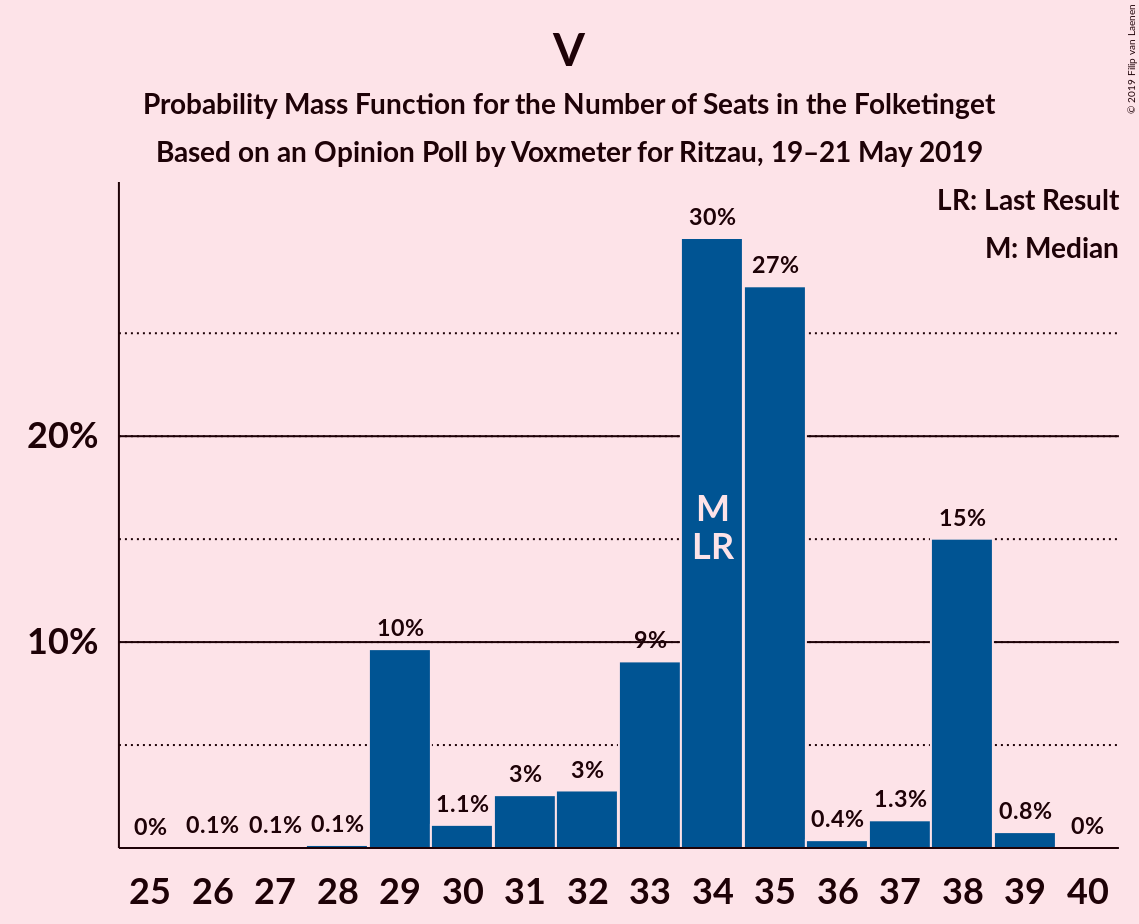 V
Probability Mass Function for the Number of Seats in the Folketinget
Based on an Opinion Poll by Voxmeter for Ritzau, 19–21 May 2019
© 2019 Filip van Laenen
LR: Last Result
M: Median
20%
10%
0%
0.1%
0.1%
0.1%
10%
1.1%
3%
3%
9%
30%
27%
0.4%
1.3%
15%
0.8%
0%
M
LR
25 26 27 28 29 30 31 32 33 34 35 36 37 38 39 40